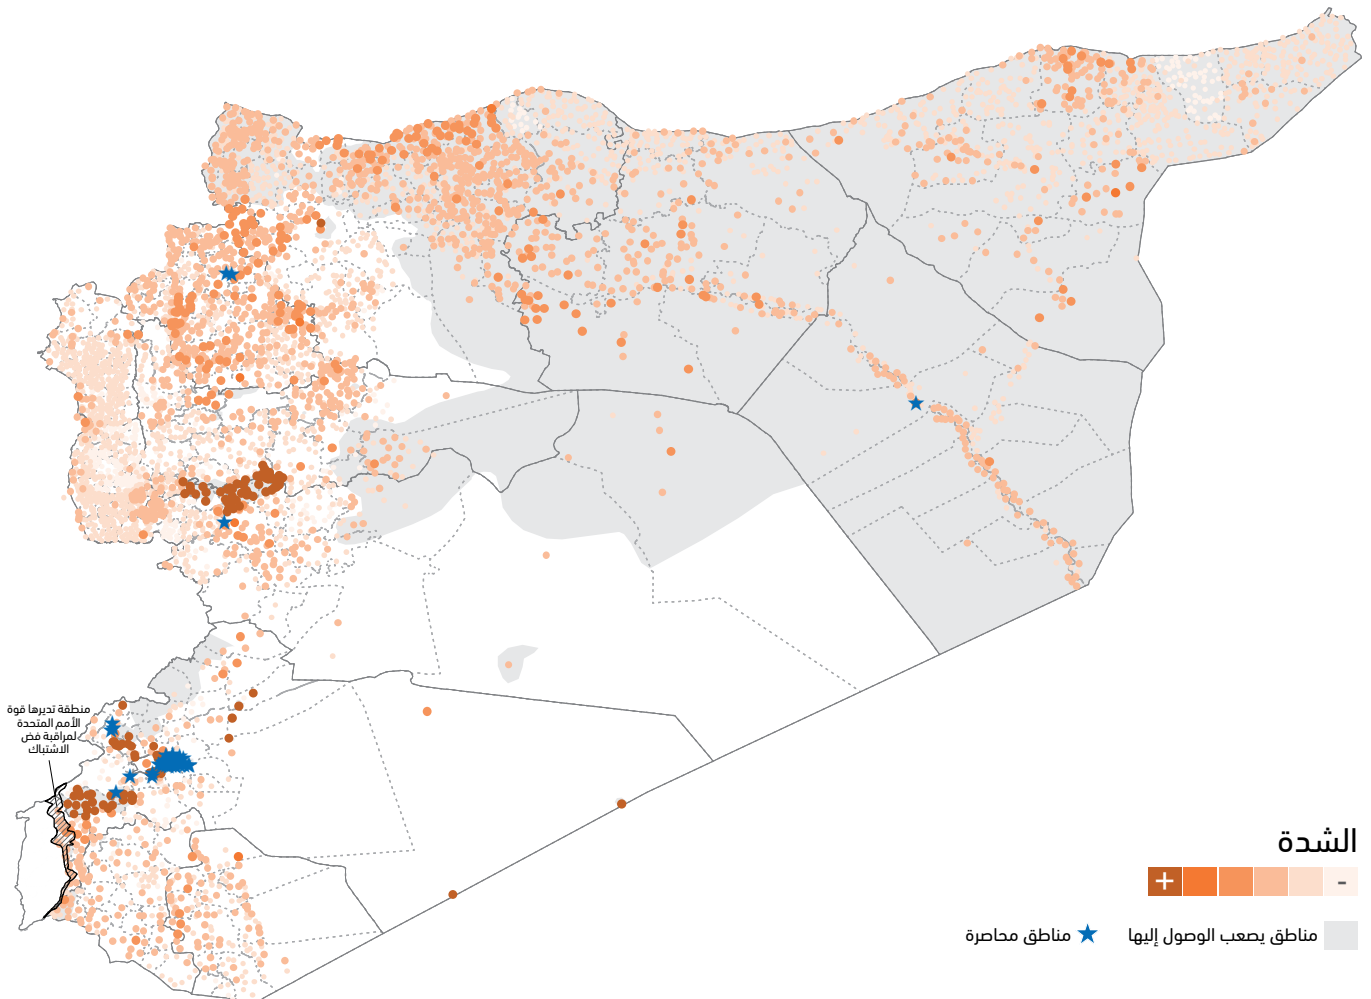 منطقة تديرها قوة
الأمم المتحدة
لمراقبة فض
الاشتباك
الشدة
+ -
مناطق يصعب الوصول إليها
مناطق محاصرة